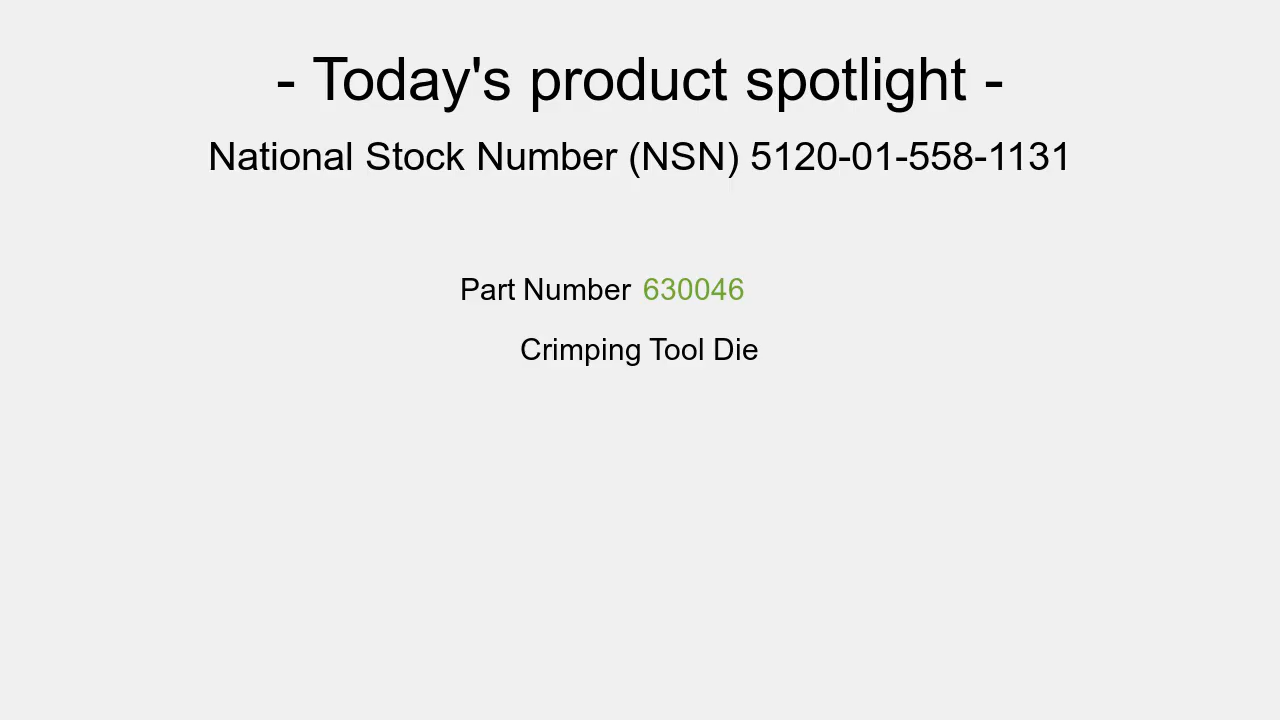 - Today's product spotlight -
National Stock Number (NSN) 5120-01-558-1131
Part Number 630046
Crimping Tool Die